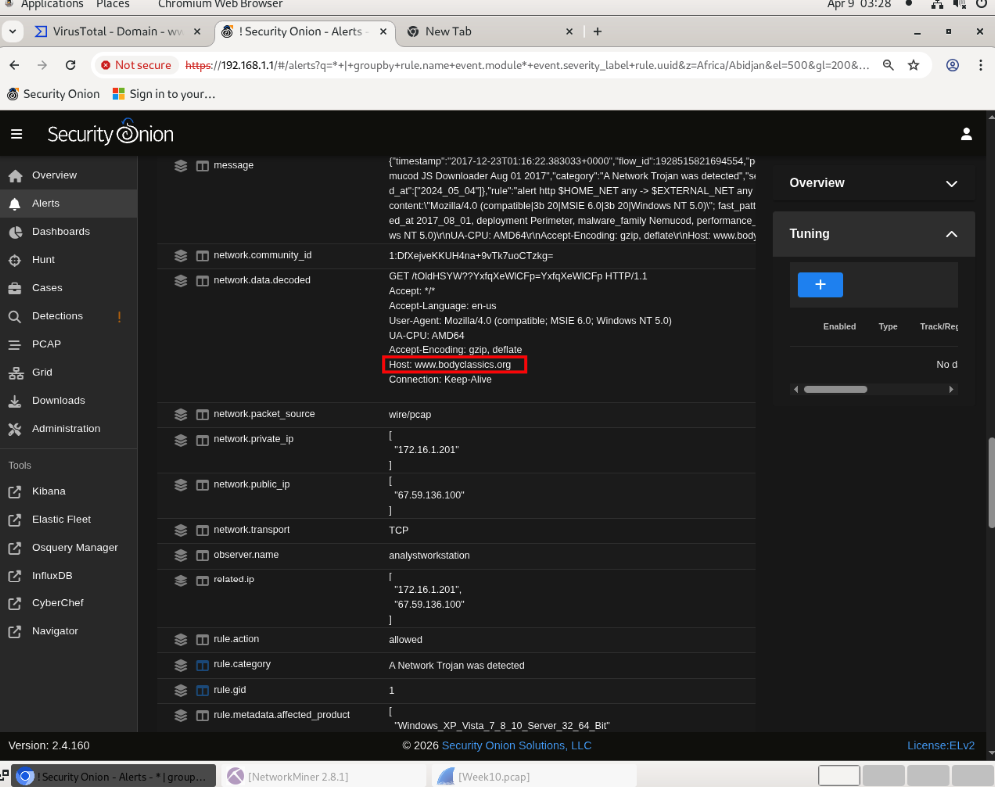 Applications Places Chromium Web Browser Apr 9 03:28
VirusTotal - Domain - ww
! Security Onion - Alerts -
New Tab
Not secure https://192.168.1.1/#/alerts?q=*+|+groupby+rule.name+event.module*+event.severity_label+rule.uuid&z=Africa/Abidjan&el=500&gl=200&...
Security Onion
Sign in to your...
Security Onion
Overview
Alerts
Dashboards
Hunt
Cases
Detections !
PCAP
Grid
Downloads
Administration
Tools
Kibana
Elastic Fleet
Osquery Manager
InfluxDB
CyberChef
Navigator
message
{"timestamp":"2017-12-23T01:16:22.383033+0000","flow_id":1928515821694554,"p
mucod JS Downloader Aug 01 2017","category":"A Network Trojan was detected","se
d_at":["2024_05_04"]},"rule":"alert http $HOME_NET any -> $EXTERNAL_NET any
content:\"Mozilla/4.0 (compatible|3b 20|MSIE 6.0|3b 20|Windows NT 5.0)\"; fast_patt
ed_at 2017_08_01, deployment Perimeter, malware_family Nemucod, performance_
ws NT 5.0)\r\nUA-CPU: AMD64\r\nAccept-Encoding: gzip, deflate\r\nHost: www.body
network.community_id
1:DfXejveKKUH4na+9vTk7uoCTzkg=
network.data.decoded
GET /tOldHSYW??YxfqXeWlCFp=YxfqXeWlCFp HTTP/1.1
Accept: */*
Accept-Language: en-us
User-Agent: Mozilla/4.0 (compatible; MSIE 6.0; Windows NT 5.0)
UA-CPU: AMD64
Accept-Encoding: gzip, deflate
Host: www.bodyclassics.org
Connection: Keep-Alive
network.packet_source
wire/pcap
network.private_ip
[
"172.16.1.201"
]
network.public_ip
[
"67.59.136.100"
]
network.transport
TCP
observer.name
analystworkstation
related.ip
[
"172.16.1.201",
"67.59.136.100"
]
rule.action
allowed
rule.category
A Network Trojan was detected
rule.gid
1
rule.metadata.affected_product
[
"Windows_XP_Vista_7_8_10_Server_32_64_Bit"
Overview
Tuning
+
Enabled Type Track/Reg
No d
Version: 2.4.160
© 2026 Security Onion Solutions, LLC
License:ELv2
! Security Onion - Alerts - * | group...
[NetworkMiner 2.8.1]
[Week10.pcap]